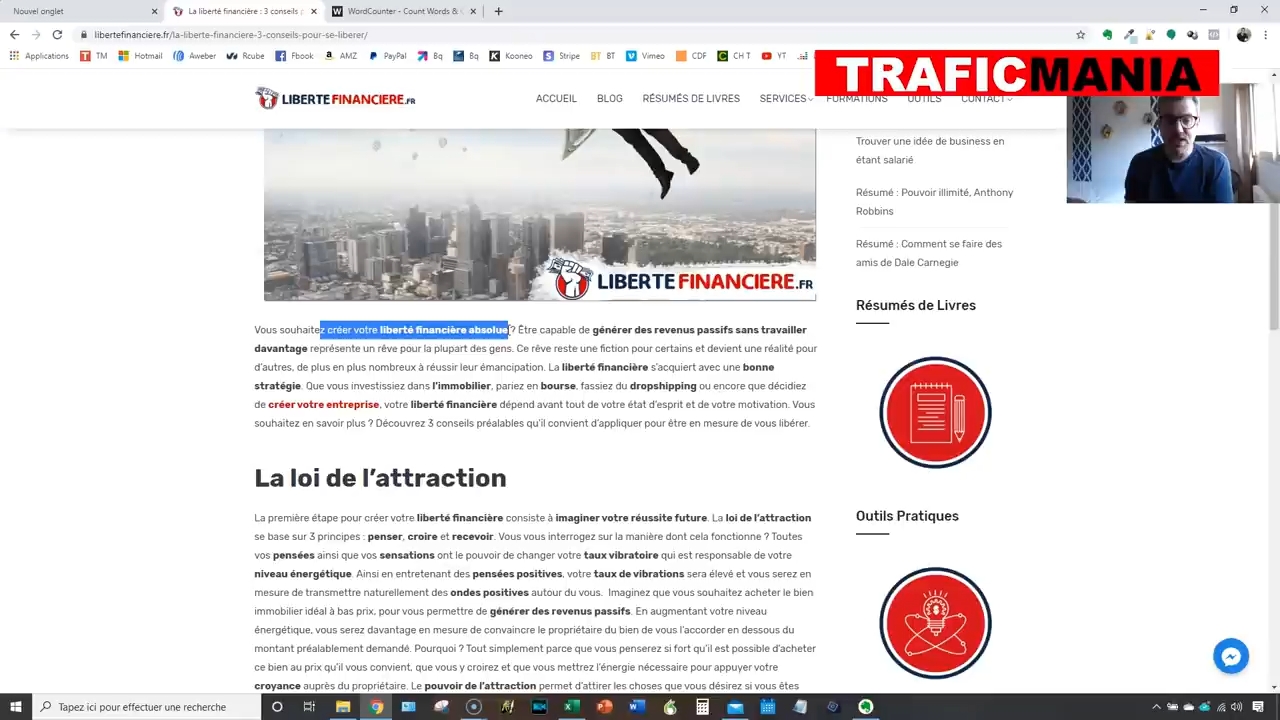 Nouvel onglet
La liberté financière : 3 conseils p
WordCounter - Count Words & C
libertefinanciere.fr/la-liberte-financiere-3-conseils-pour-se-liberer/
Applications TM Hotmail Aweber Rcube Fbook AMZ PayPal Bq Bq Kooneo Stripe BT Vimeo CDF CH T YT
TRAFICMANIA
LIBERTEFINANCIERE.FR
ACCUEIL BLOG RÉSUMÉS DE LIVRES SERVICES FORMATIONS OUTILS CONTACT
Trouver une idée de business en
étant salarié
Résumé : Pouvoir illimité, Anthony
Robbins
Résumé : Comment se faire des
amis de Dale Carnegie
LIBERTEFINANCIERE.FR
Résumés de Livres
Vous souhaitez créer votre liberté financière absolue ? Être capable de générer des revenus passifs sans travailler
davantage représente un rêve pour la plupart des gens. Ce rêve reste une fiction pour certains et devient une réalité pour
d’autres, de plus en plus nombreux à réussir leur émancipation. La liberté financière s’acquiert avec une bonne
stratégie. Que vous investissiez dans l’immobilier, pariez en bourse, fassiez du dropshipping ou encore que décidiez
de créer votre entreprise, votre liberté financière dépend avant tout de votre état d’esprit et de votre motivation. Vous
souhaitez en savoir plus ? Découvrez 3 conseils préalables qu’il convient d’appliquer pour être en mesure de vous libérer.
La loi de l’attraction
Outils Pratiques
La première étape pour créer votre liberté financière consiste à imaginer votre réussite future. La loi de l’attraction
se base sur 3 principes : penser, croire et recevoir. Vous vous interrogez sur la manière dont cela fonctionne ? Toutes
vos pensées ainsi que vos sensations ont le pouvoir de changer votre taux vibratoire qui est responsable de votre
niveau énergétique. Ainsi en entretenant des pensées positives, votre taux de vibrations sera élevé et vous serez en
mesure de transmettre naturellement des ondes positives autour du vous. Imaginez que vous souhaitez acheter le bien
immobilier idéal à bas prix, pour vous permettre de générer des revenus passifs. En augmentant votre niveau
énergétique, vous serez davantage en mesure de convaincre le propriétaire du bien de vous l’accorder en dessous du
montant préalablement demandé. Pourquoi ? Tout simplement parce que vous penserez si fort qu’il est possible d’acheter
ce bien au prix qu’il vous convient, que vous y croirez et que vous mettrez l’énergie nécessaire pour appuyer votre
croyance auprès du propriétaire. Le pouvoir de l’attraction permet d’attirer les choses que vous désirez si vous êtes
Tapez ici pour effectuer une recherche